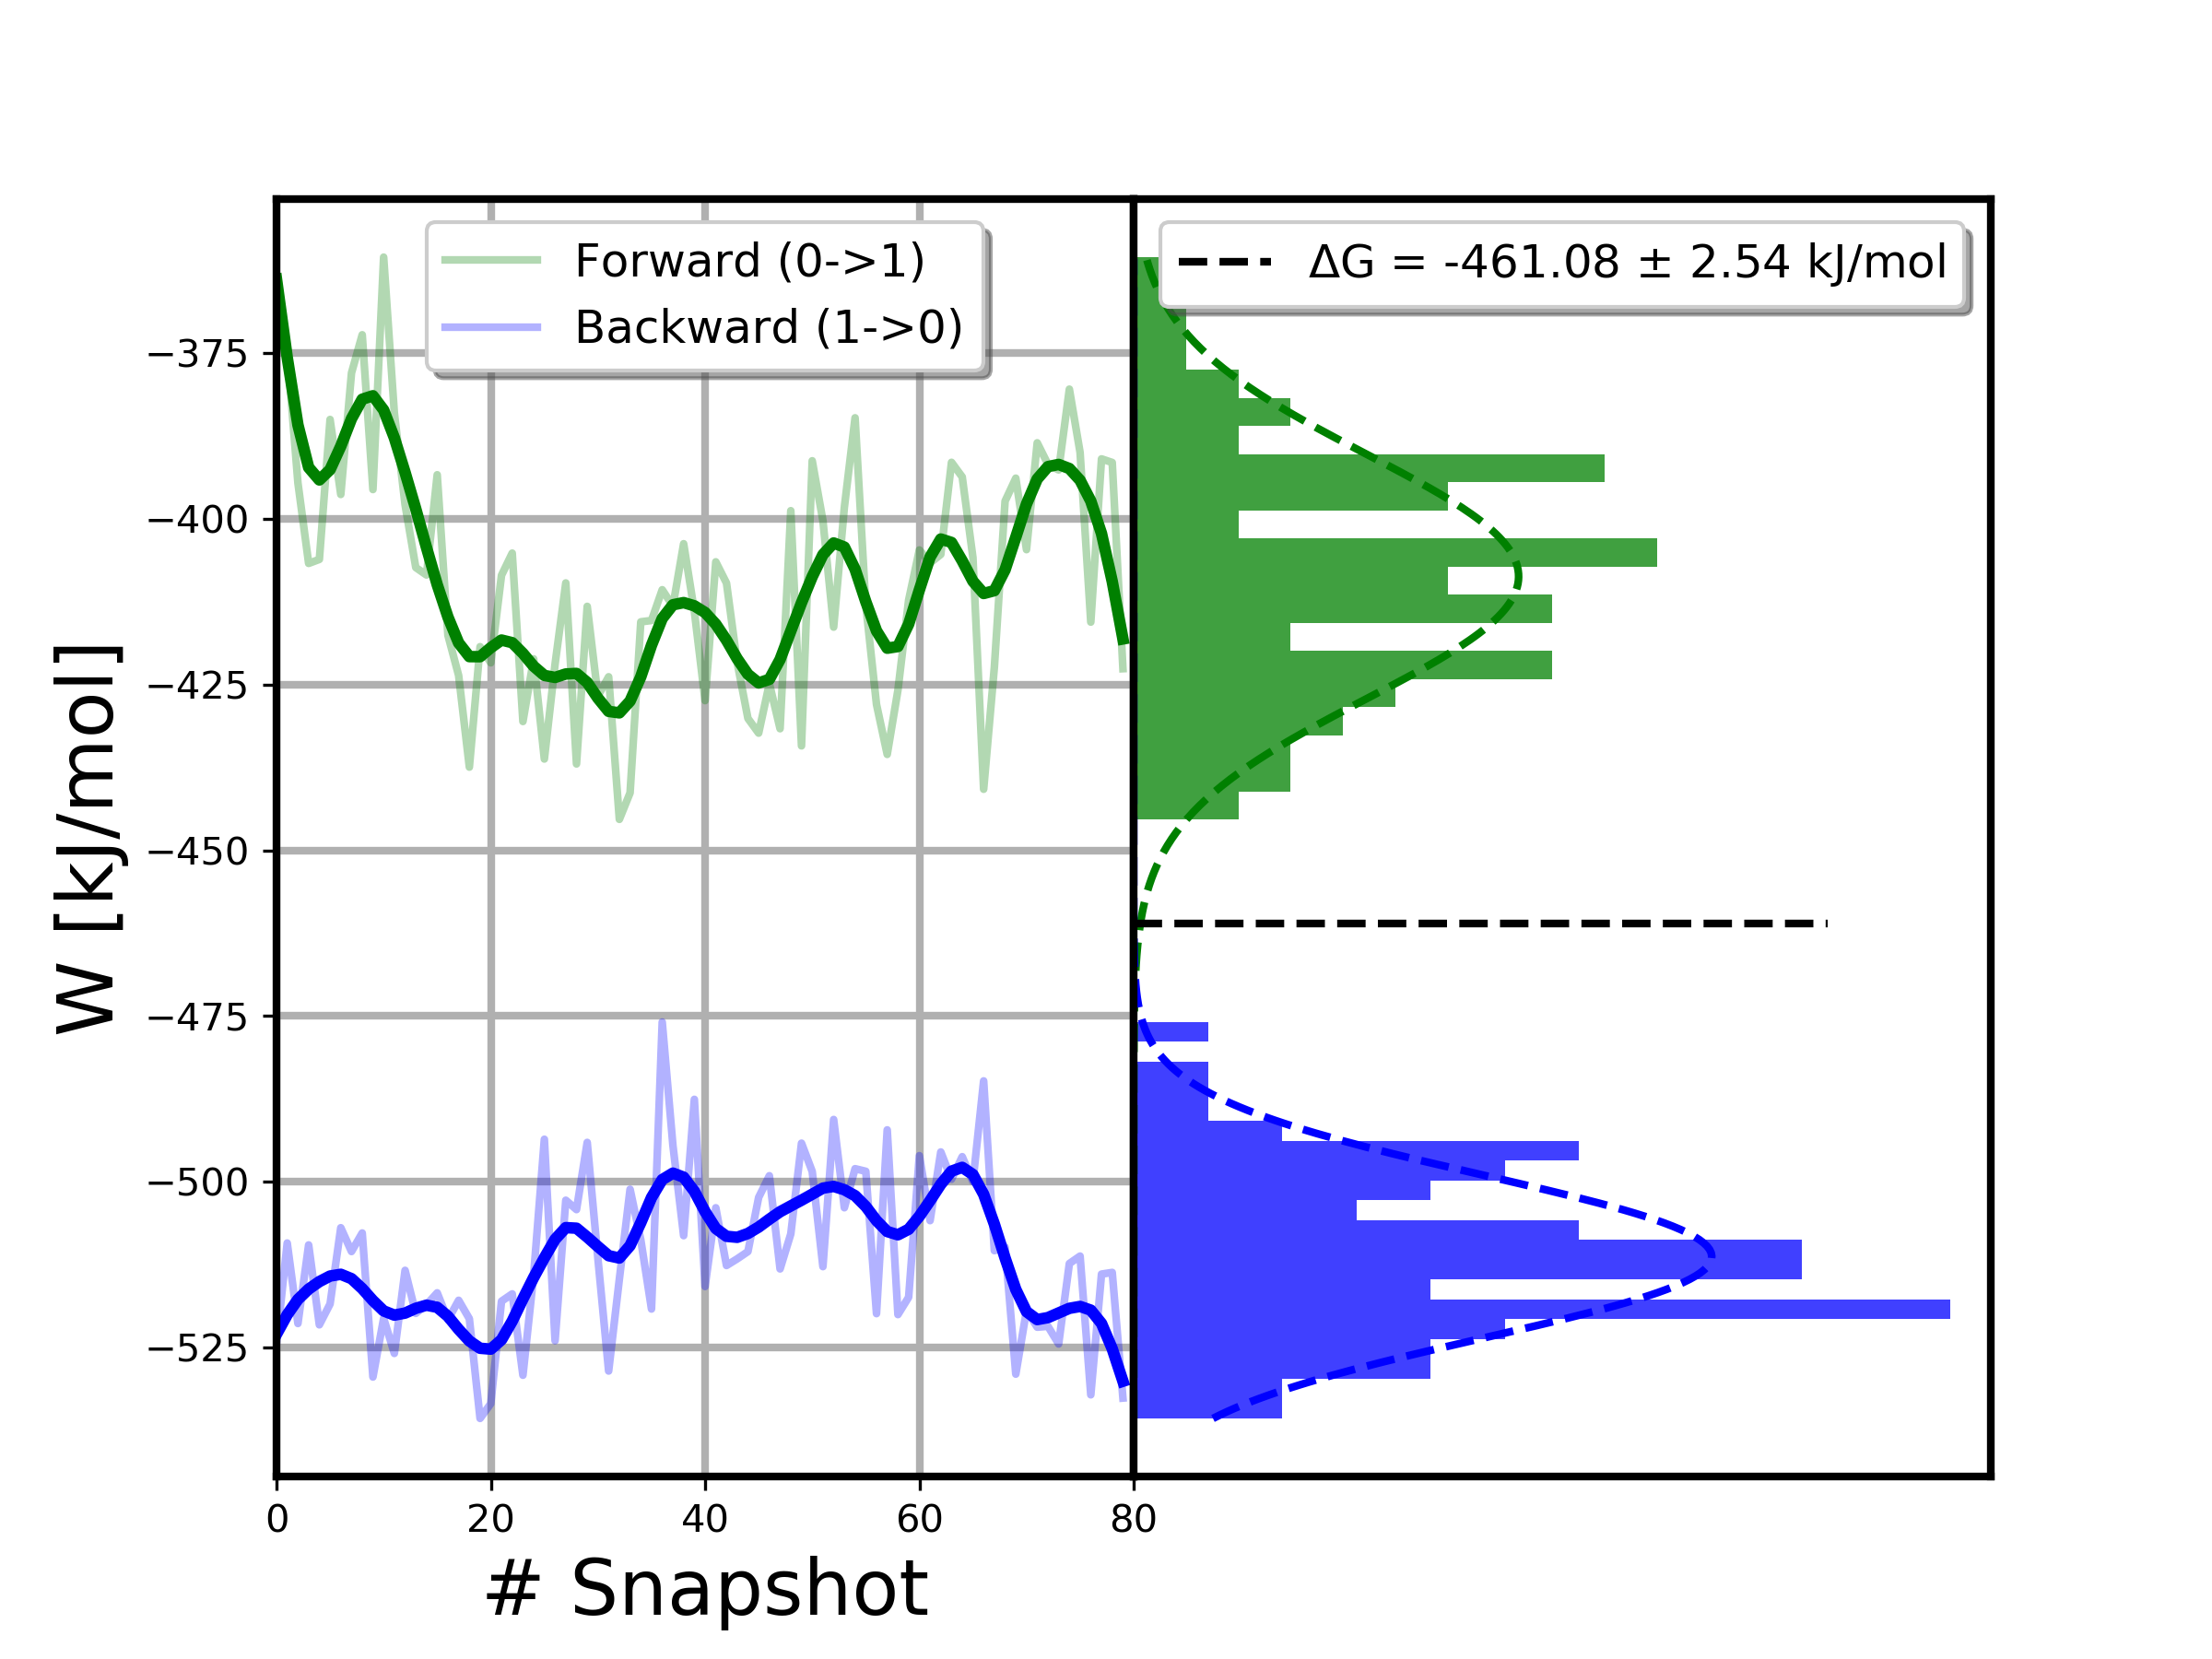 Forward (0->1)
Backward (1->0)
ΔG = -461.08 ± 2.54 kJ/mol
W [kJ/mol]
−375
−400
−425
−450
−475
−500
−525
0 20 40 60 80
# Snapshot